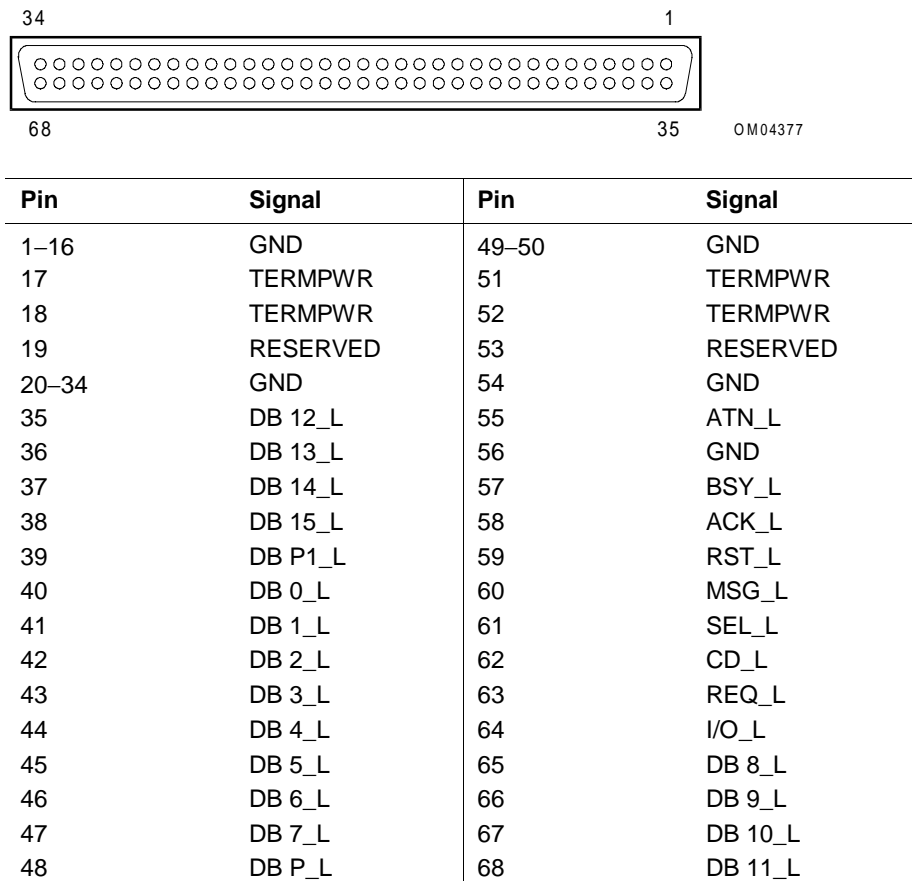 34 1
68 35 OM04377
Pin Signal Pin Signal
1–16 GND 49–50 GND
17 TERMPWR 51 TERMPWR
18 TERMPWR 52 TERMPWR
19 RESERVED 53 RESERVED
20–34 GND 54 GND
35 DB 12_L 55 ATN_L
36 DB 13_L 56 GND
37 DB 14_L 57 BSY_L
38 DB 15_L 58 ACK_L
39 DB P1_L 59 RST_L
40 DB 0_L 60 MSG_L
41 DB 1_L 61 SEL_L
42 DB 2_L 62 CD_L
43 DB 3_L 63 REQ_L
44 DB 4_L 64 I/O_L
45 DB 5_L 65 DB 8_L
46 DB 6_L 66 DB 9_L
47 DB 7_L 67 DB 10_L
48 DB P_L 68 DB 11_L